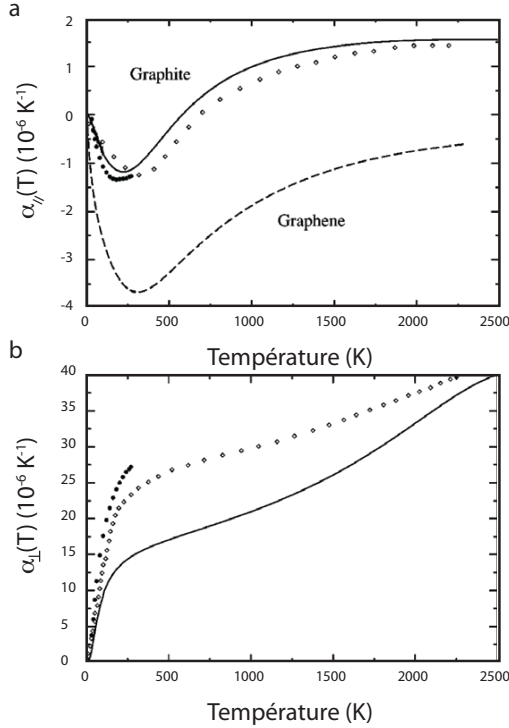 a
2
1
0
-1
-2
-3
-4
α//(T) (10⁻⁶ K⁻¹)
Graphite
Graphene
0 500 1000 1500 2000 2500
Température (K)
b
40
35
30
25
20
15
10
5
0
α⊥(T) (10⁻⁶ K⁻¹)
0 500 1000 1500 2000 2500
Température (K)